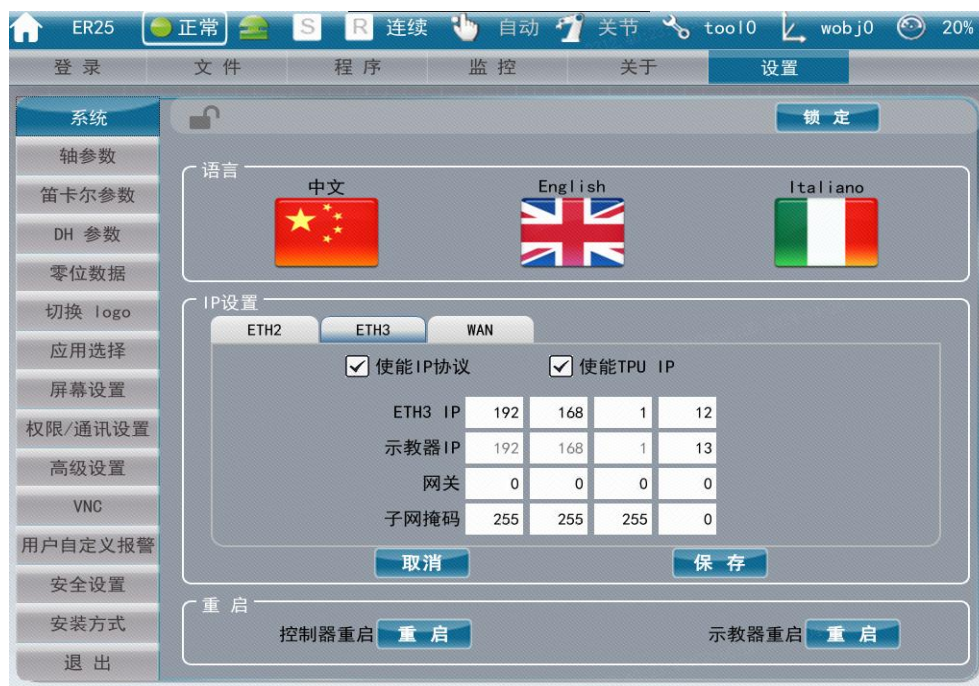 ER25 正常 S R 连续 自动 关节 tool0 wobj0 20%
登录 文件 程序 监控 关于 设置
系统 锁定
轴参数
语言
中文 English Italiano
笛卡尔参数
DH 参数
零位数据
切换 logo
IP设置
ETH2 ETH3 WAN
应用选择
使能IP协议 使能TPU IP
屏幕设置
ETH3 IP 192 168 1 12
权限/通讯设置
示教器IP 192 168 1 13
高级设置
网关 0 0 0 0
VNC
子网掩码 255 255 255 0
用户自定义报警
取消 保存
安全设置
重启
安装方式
控制器重启 重启 示教器重启 重启
退出